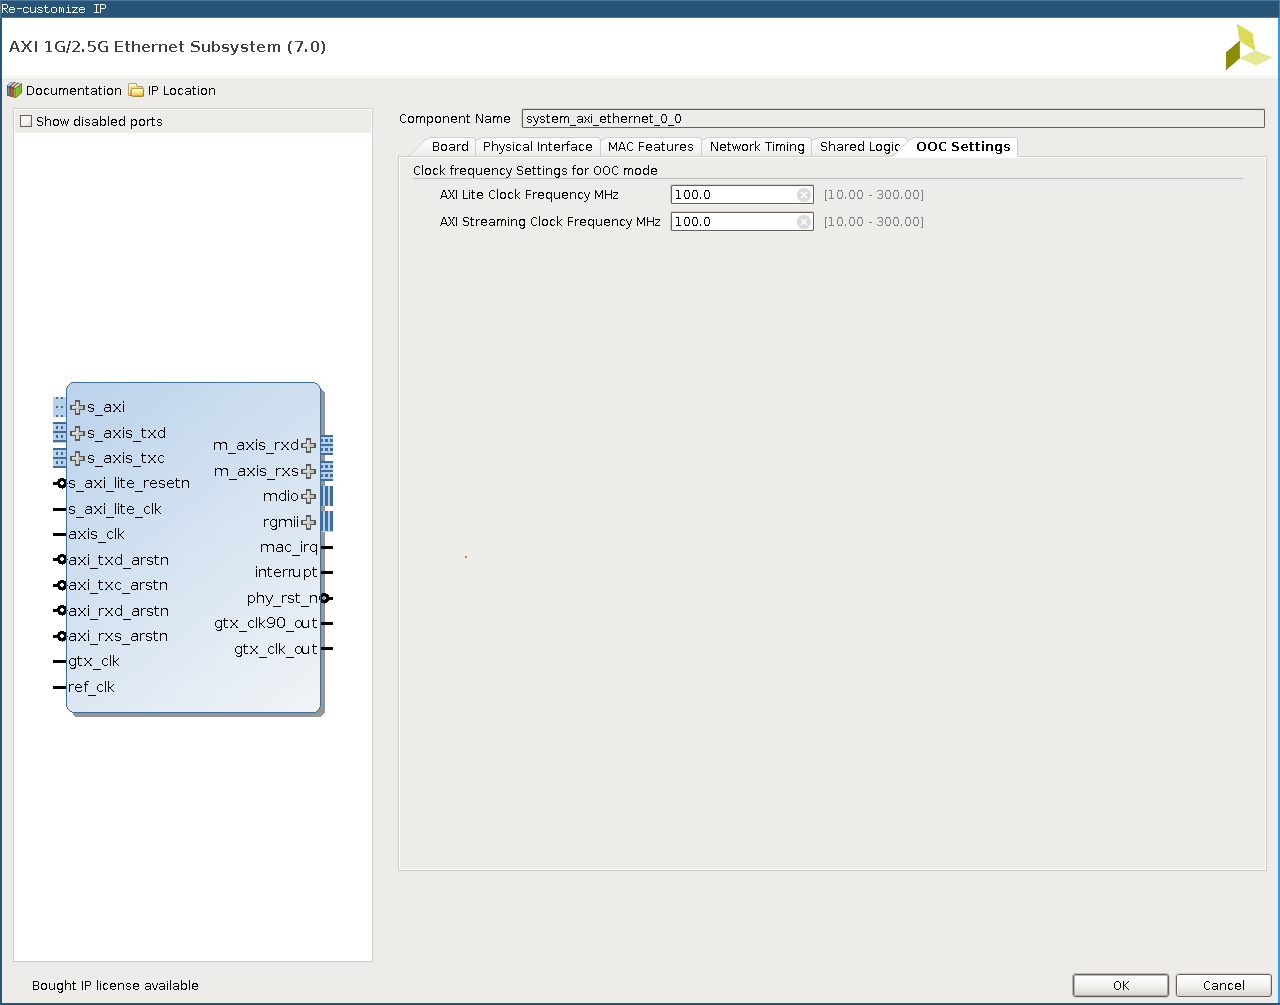 Re-customize IP
AXI 1G/2.5G Ethernet Subsystem (7.0)
Documentation IP Location
Show disabled ports
s_axi
s_axis_txd
s_axis_txc
s_axi_lite_resetn
s_axi_lite_clk
axis_clk
axi_txd_arstn
axi_txc_arstn
axi_rxd_arstn
axi_rxs_arstn
gtx_clk
ref_clk
m_axis_rxd
m_axis_rxs
mdio
rgmii
mac_irq
interrupt
phy_rst_n
gtx_clk90_out
gtx_clk_out
Component Name system_axi_ethernet_0_0
Board Physical Interface MAC Features Network Timing Shared Logic OOC Settings
Clock frequency Settings for OOC mode
AXI Lite Clock Frequency MHz 100.0 [10.00 - 300.00]
AXI Streaming Clock Frequency MHz 100.0 [10.00 - 300.00]
Bought IP license available
OK Cancel